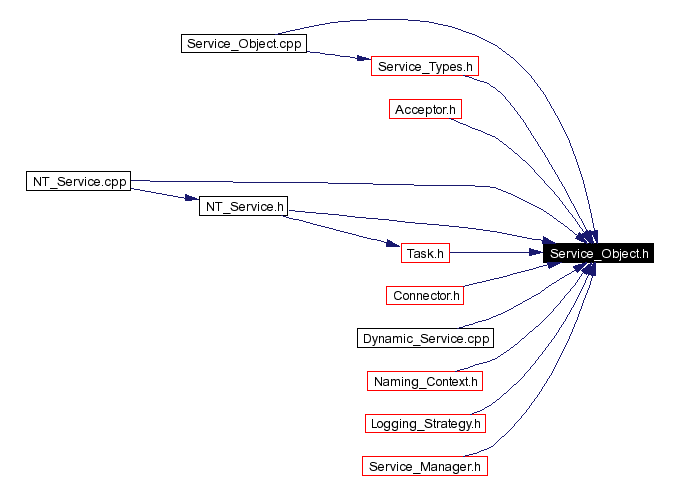 Service_Object.cpp
Service_Types.h
Acceptor.h
NT_Service.cpp
NT_Service.h
Task.h
Service_Object.h
Connector.h
Dynamic_Service.cpp
Naming_Context.h
Logging_Strategy.h
Service_Manager.h